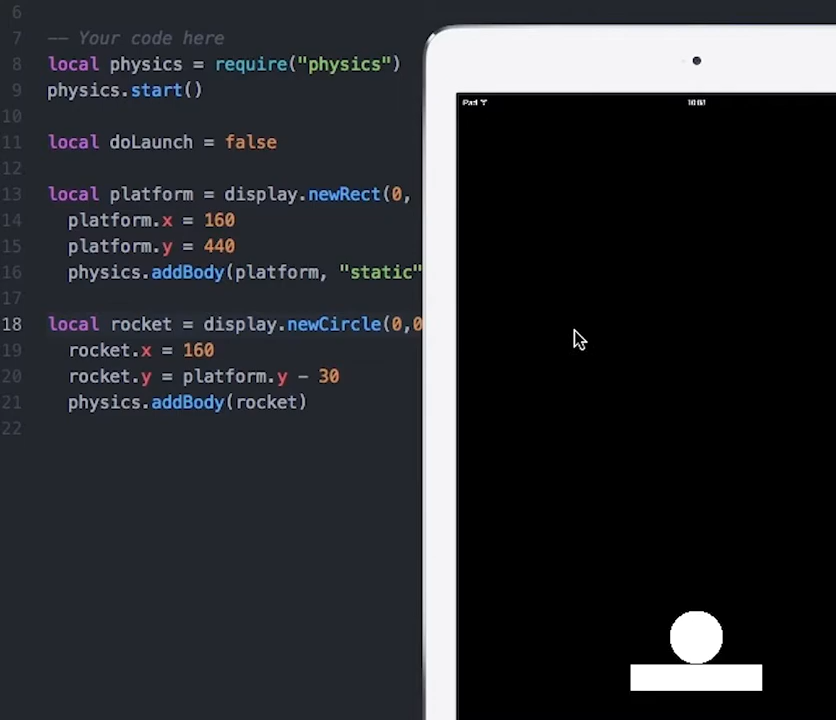 6
7 -- Your code here
8 local physics = require("physics")
9 physics.start()
10
11 local doLaunch = false
12
13 local platform = display.newRect(0,
14 platform.x = 160
15 platform.y = 440
16 physics.addBody(platform, "static"
17
18 local rocket = display.newCircle(0,0
19 rocket.x = 160
20 rocket.y = platform.y - 30
21 physics.addBody(rocket)
22
iPad